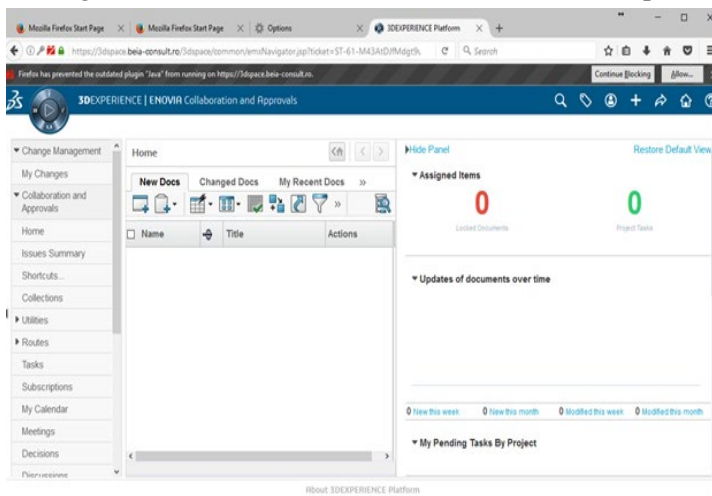 Mozilla Firefox Start Page
Mozilla Firefox Start Page
Options
3DEXPERIENCE Platform
https://3dspace.beia-consult.ro/3dspace/common/emxNavigator.jsp?ticket=ST-61-M43AtDJfMdgt9
Search
Firefox has prevented the outdated plugin "Java" from running on https://3dspace.beia-consult.ro.
Continue Blocking
Allow...
3DEXPERIENCE | ENOVIA Collaboration and Approvals
Change Management
My Changes
Collaboration and
Approvals
Home
Issues Summary
Shortcuts...
Collections
Utilities
Routes
Tasks
Subscriptions
My Calendar
Meetings
Decisions
Discussions
Home
New Docs
Changed Docs
My Recent Docs
»
»
Name
Title
Actions
Hide Panel
Restore Default View
Assigned Items
0
Locked Documents
0
Project Tasks
Updates of documents over time
0 New this week
0 New this month
0 Modified this week
0 Modified this month
My Pending Tasks By Project
About 3DEXPERIENCE Platform